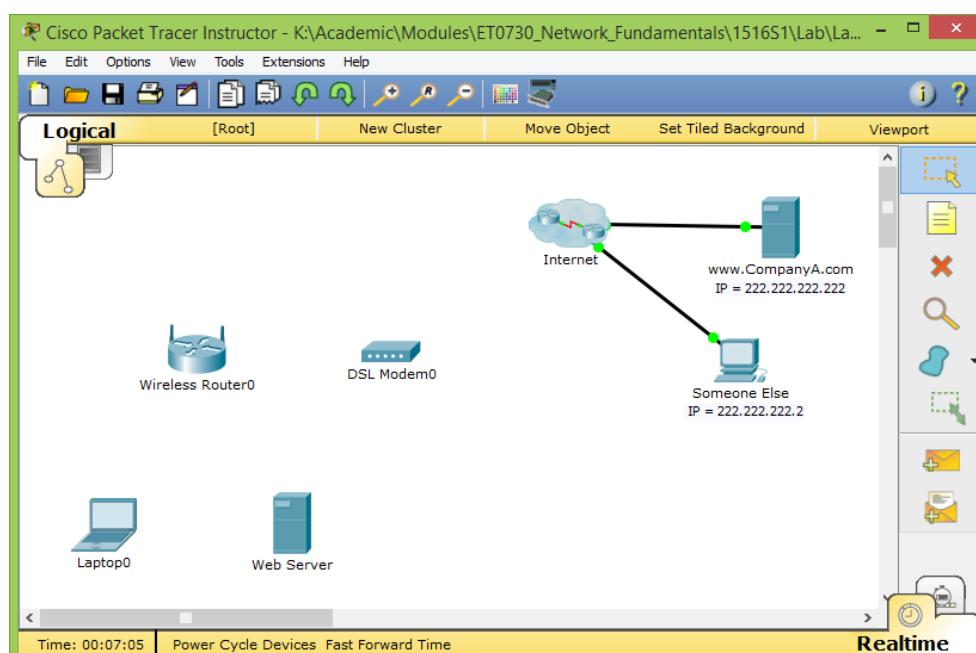 Cisco Packet Tracer Instructor - K:\Academic\Modules\ET0730_Network_Fundamentals\1516S1\Lab\La...
File Edit Options View Tools Extensions Help
Logical [Root] New Cluster Move Object Set Tiled Background Viewport
Internet
www.CompanyA.com
IP = 222.222.222.222
Wireless Router0
DSL Modem0
Someone Else
IP = 222.222.222.2
Laptop0
Web Server
Time: 00:07:05 Power Cycle Devices Fast Forward Time Realtime